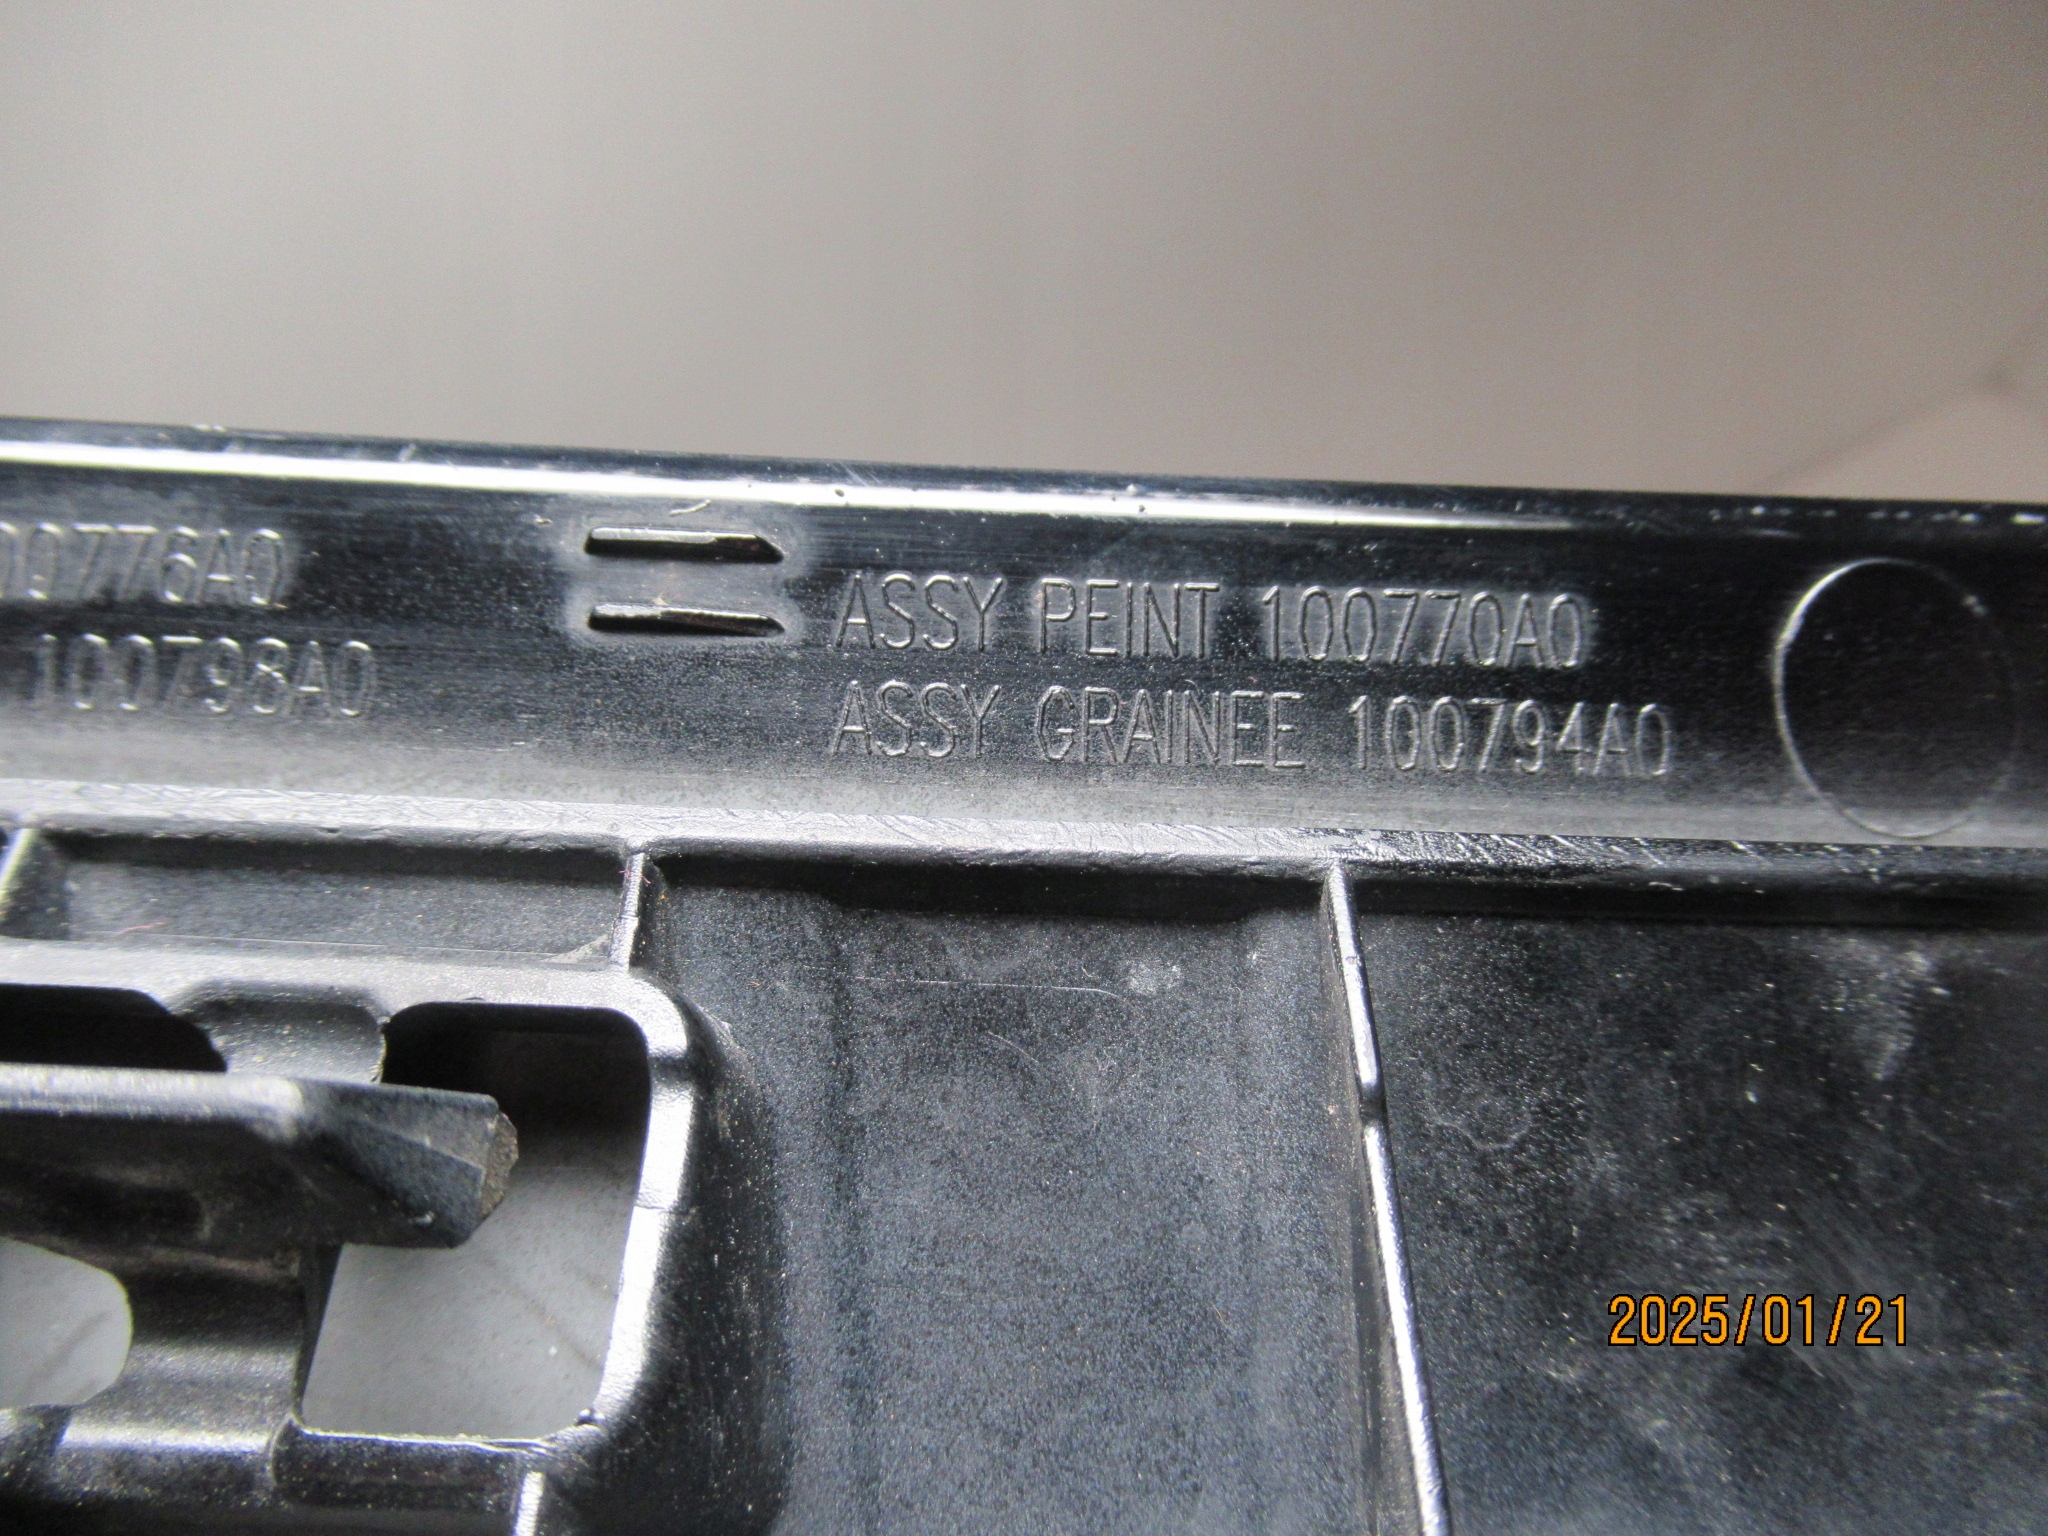 00776A0
100798A0
ASSY PEINT 100770A0
ASSY GRAINEE 100794A0
2025/01/21